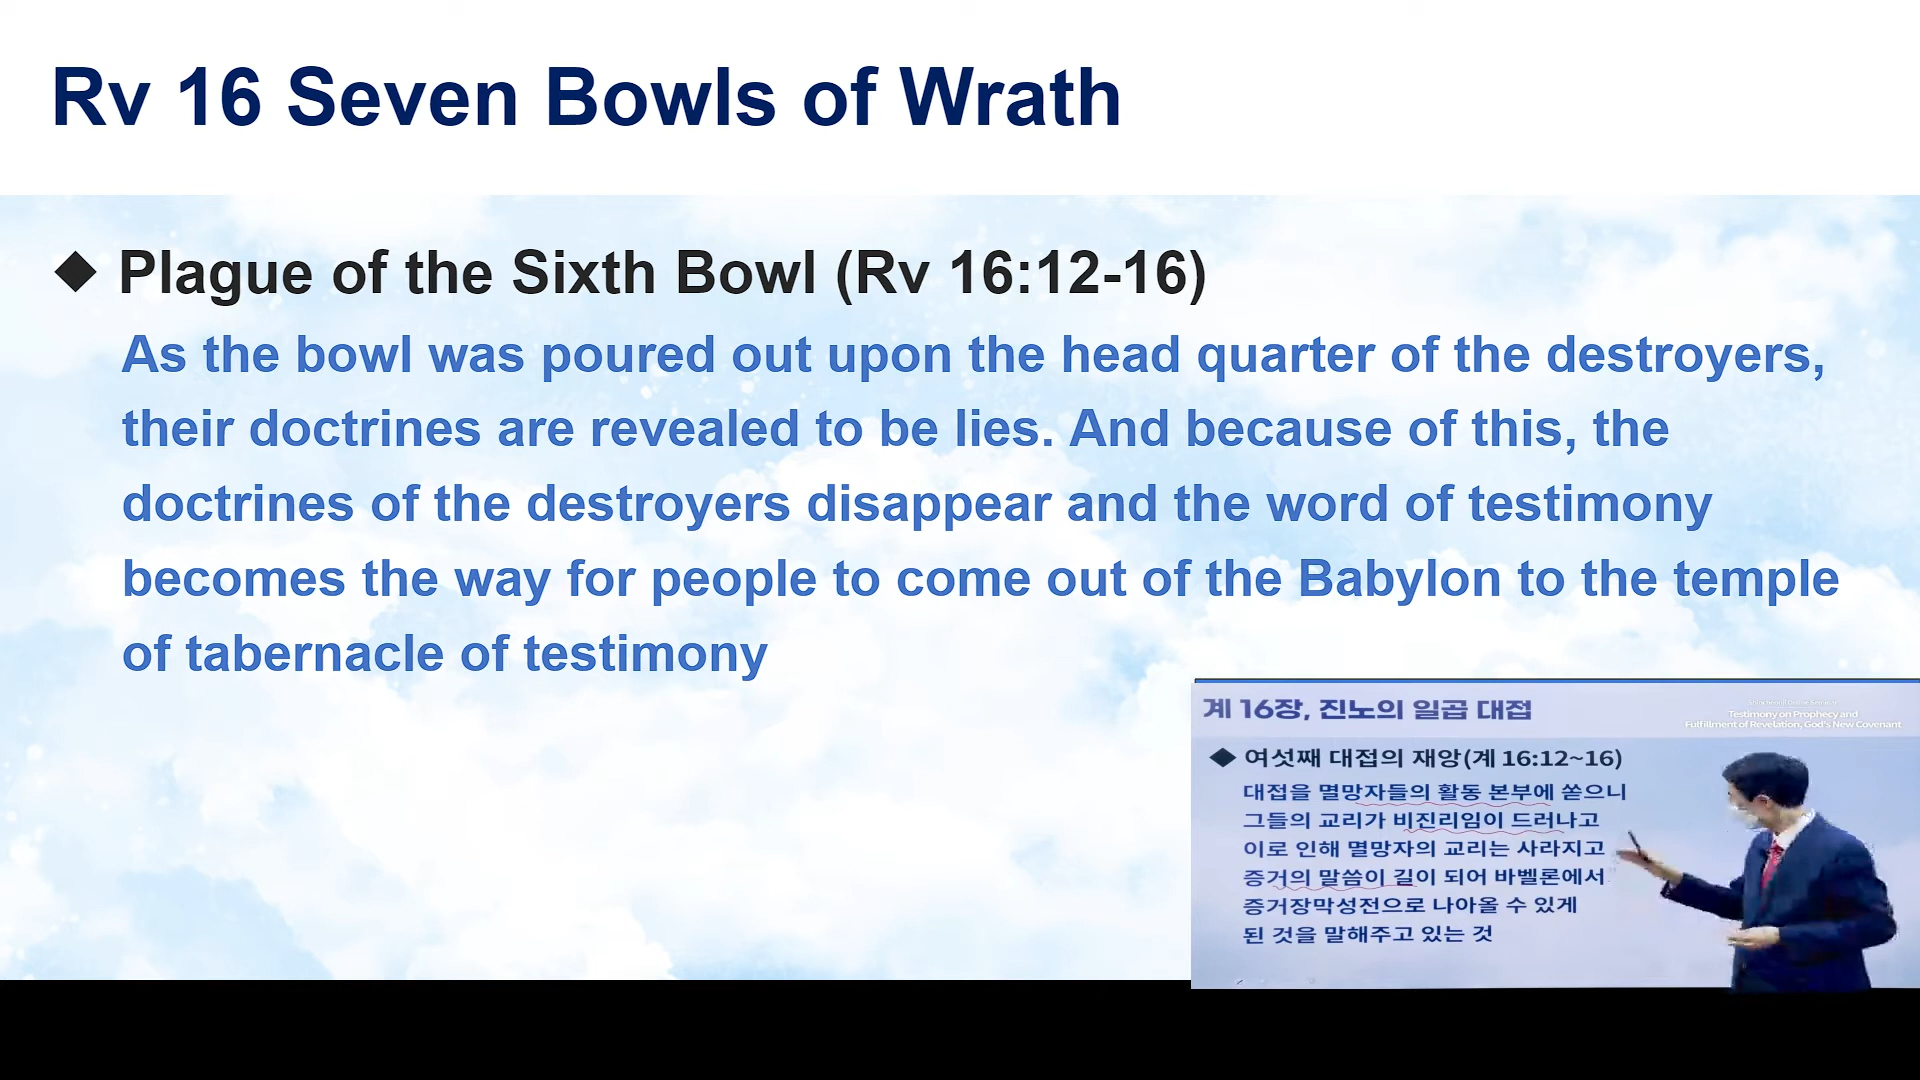 Rv 16 Seven Bowls of Wrath
◆ Plague of the Sixth Bowl (Rv 16:12-16)
As the bowl was poured out upon the head quarter of the destroyers,
their doctrines are revealed to be lies. And because of this, the
doctrines of the destroyers disappear and the word of testimony
becomes the way for people to come out of the Babylon to the temple
of tabernacle of testimony
계 16장, 진노의 일곱 대접
Testimony on Prophecy and
Fulfillment of Revelation, God's New Covenant
◆ 여섯째 대접의 재앙(계 16:12~16)
대접을 멸망자들의 활동 본부에 쏟으니
그들의 교리가 비진리임이 드러나고
이로 인해 멸망자의 교리는 사라지고
증거의 말씀이 길이 되어 바벨론에서
증거장막성전으로 나아올 수 있게
된 것을 말해주고 있는 것